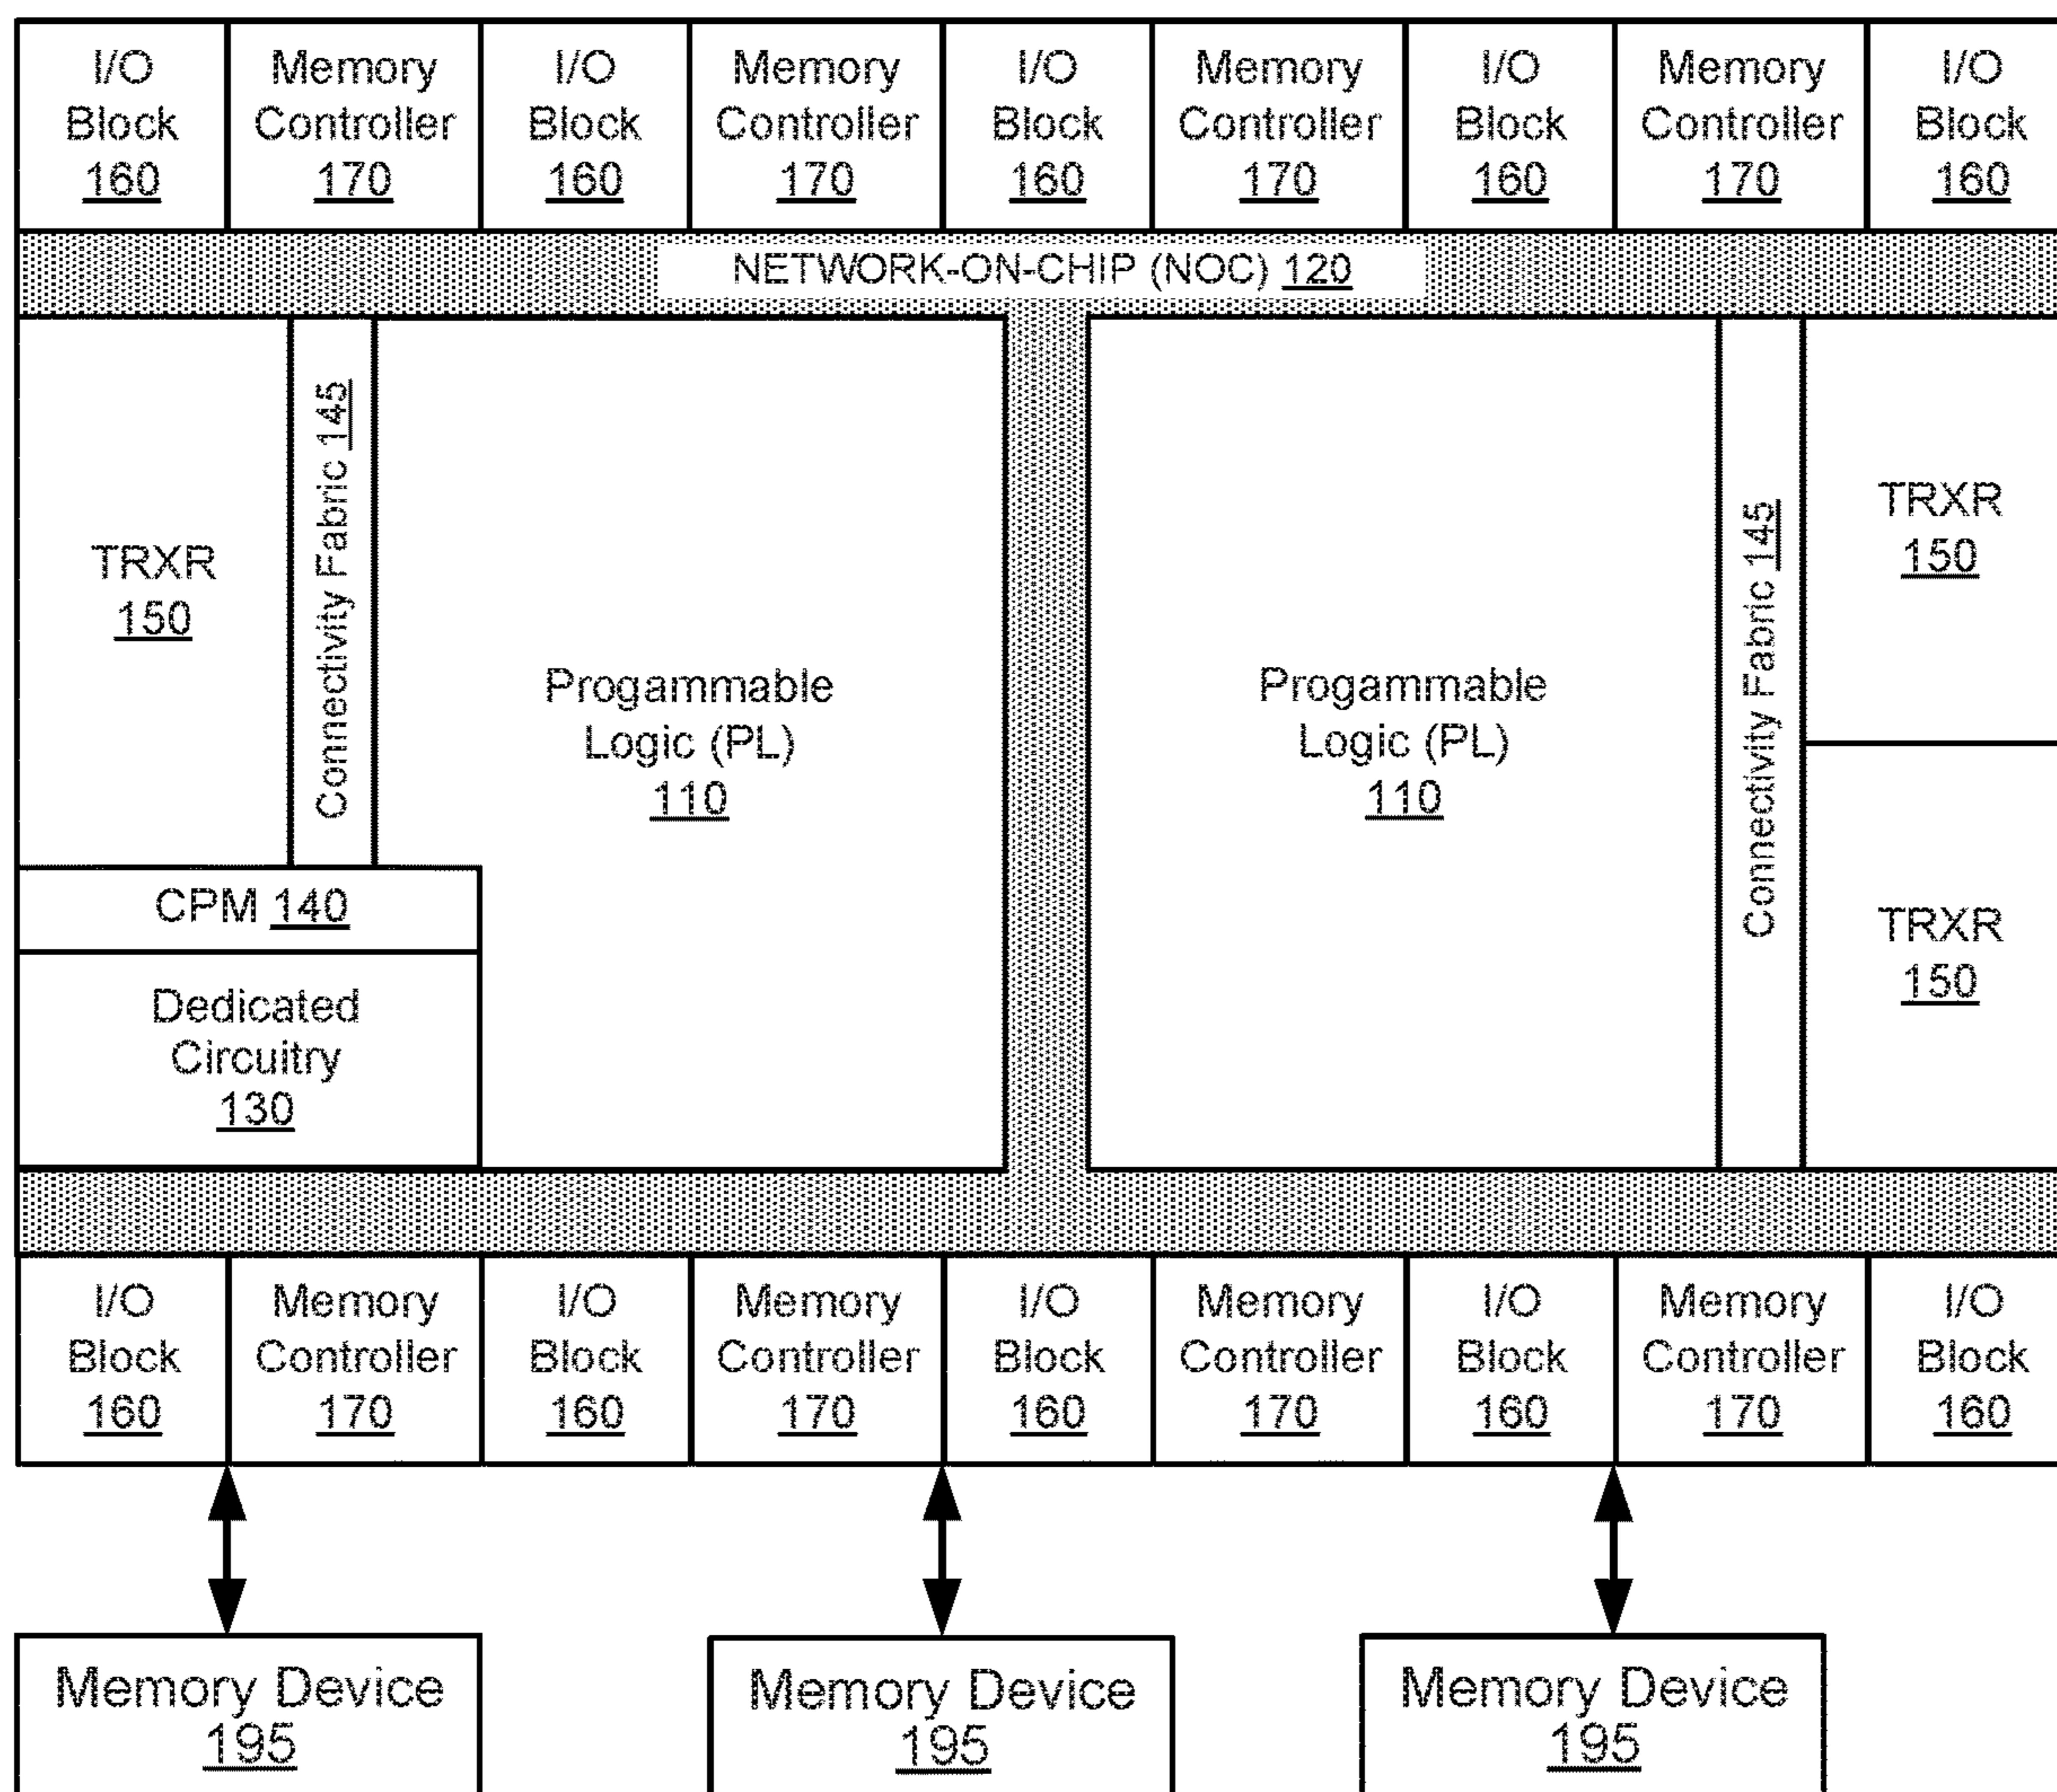 I/O
Block
160
Memory
Controller
170
I/O
Block
160
Memory
Controller
170
I/O
Block
160
Memory
Controller
170
I/O
Block
160
Memory
Controller
170
I/O
Block
160
NETWORK-ON-CHIP (NOC) 120
TRXR
150
Connectivity Fabric 145
Progammable
Logic (PL)
110
Progammable
Logic (PL)
110
Connectivity Fabric 145
TRXR
150
TRXR
150
CPM 140
Dedicated
Circuitry
130
I/O
Block
160
Memory
Controller
170
I/O
Block
160
Memory
Controller
170
I/O
Block
160
Memory
Controller
170
I/O
Block
160
Memory
Controller
170
I/O
Block
160
Memory Device
195
Memory Device
195
Memory Device
195